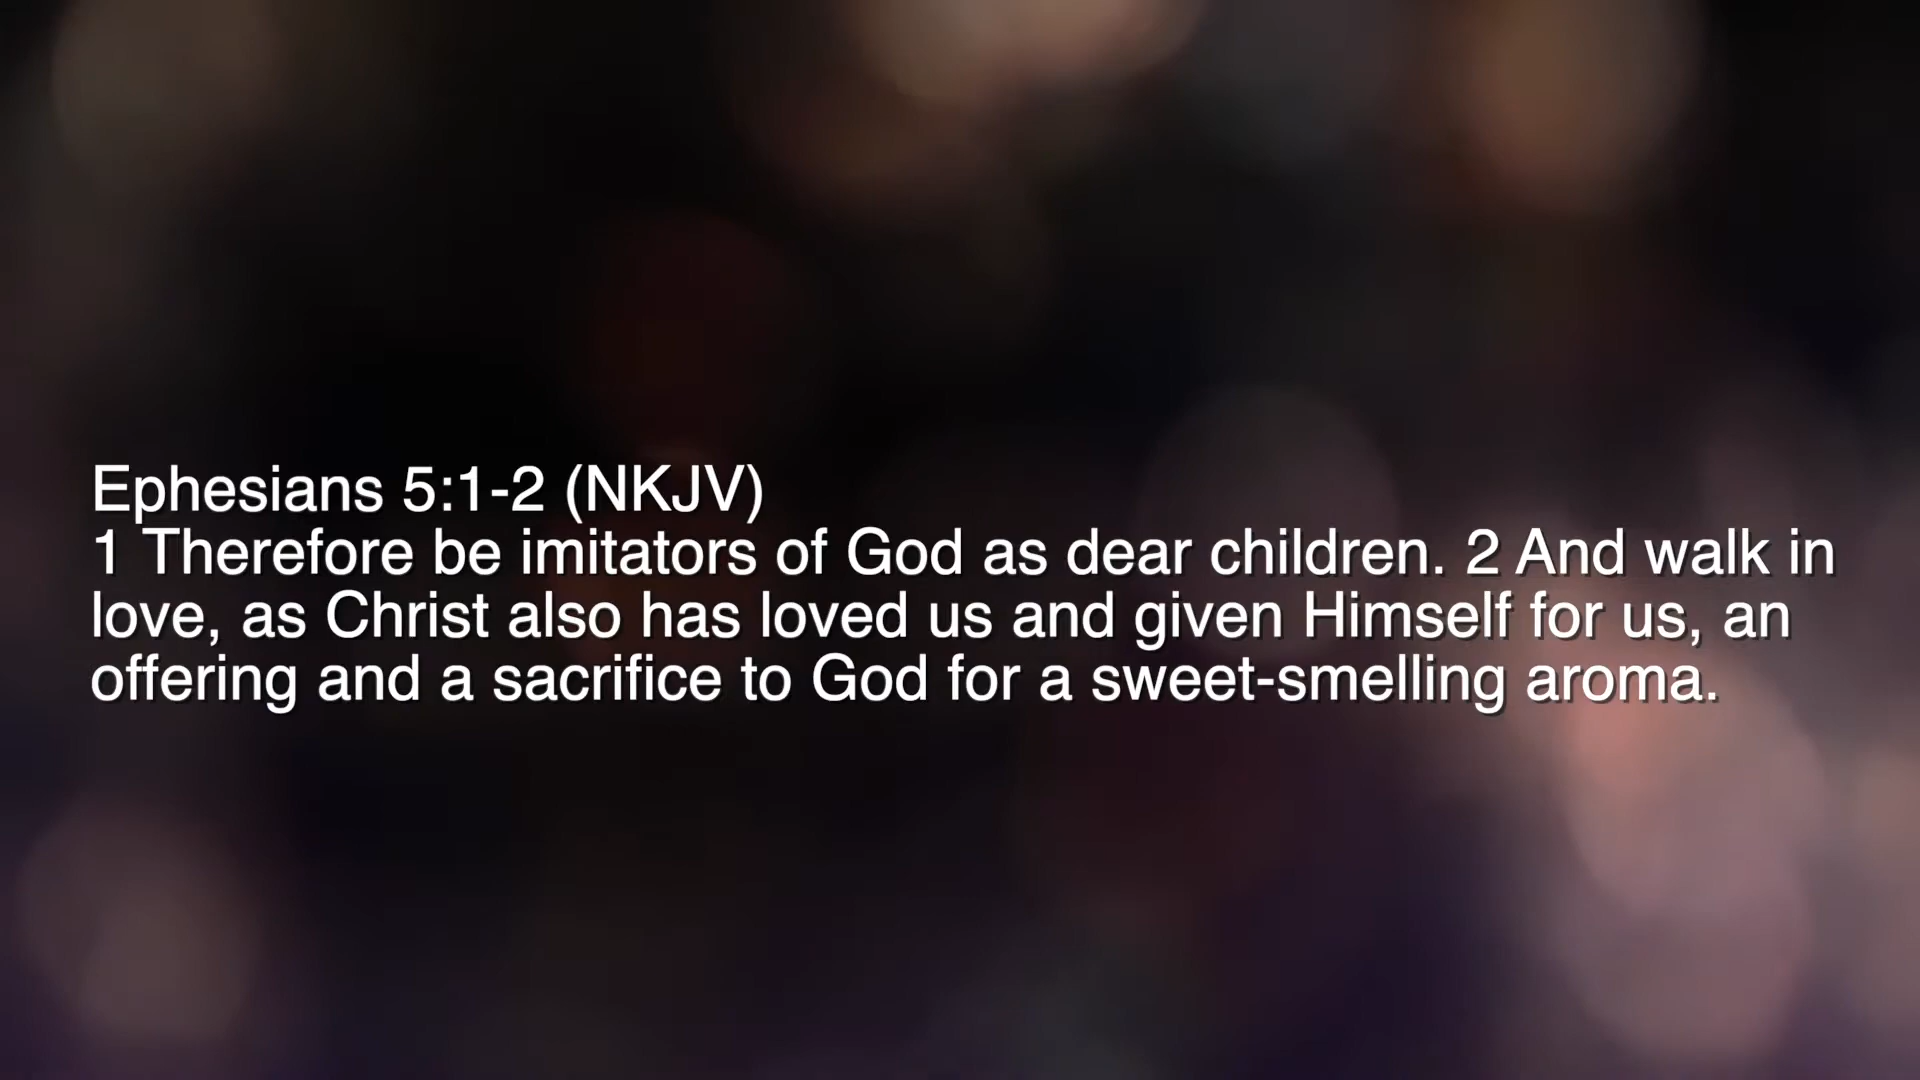 Ephesians 5:1-2 (NKJV)
1 Therefore be imitators of God as dear children. 2 And walk in
love, as Christ also has loved us and given Himself for us, an
offering and a sacrifice to God for a sweet-smelling aroma.